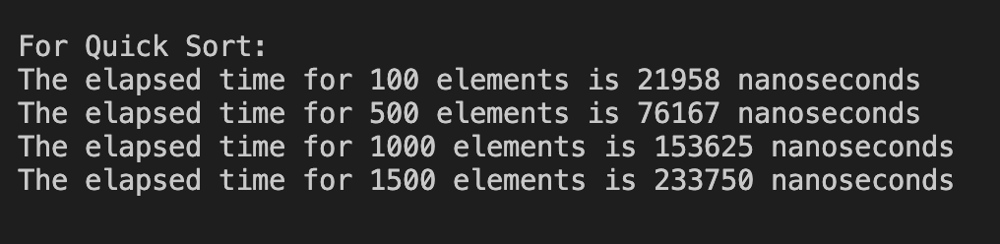 For Quick Sort:
The elapsed time for 100 elements is 21958 nanoseconds
The elapsed time for 500 elements is 76167 nanoseconds
The elapsed time for 1000 elements is 153625 nanoseconds
The elapsed time for 1500 elements is 233750 nanoseconds